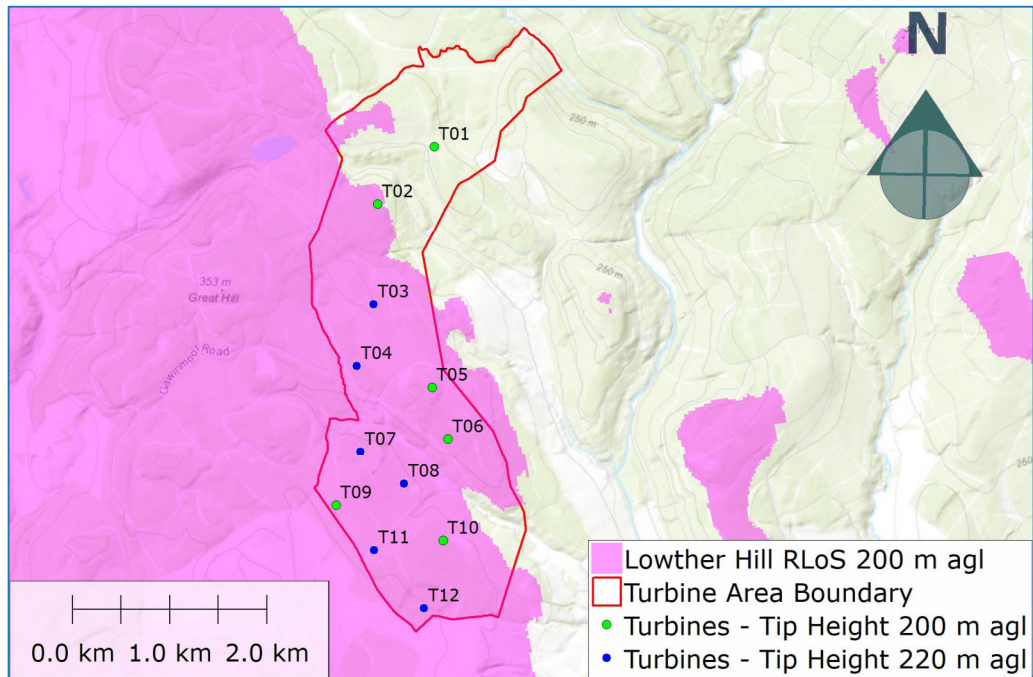 N
250 m
T01
T02
250 m
353 m
Great Hill
T03
Gawinmoor Road
T04
T05
T06
T07
T08
T09
T10
T11
T12
0.0 km 1.0 km 2.0 km
Lowther Hill RLoS 200 m agl
Turbine Area Boundary
Turbines - Tip Height 200 m agl
Turbines - Tip Height 220 m agl